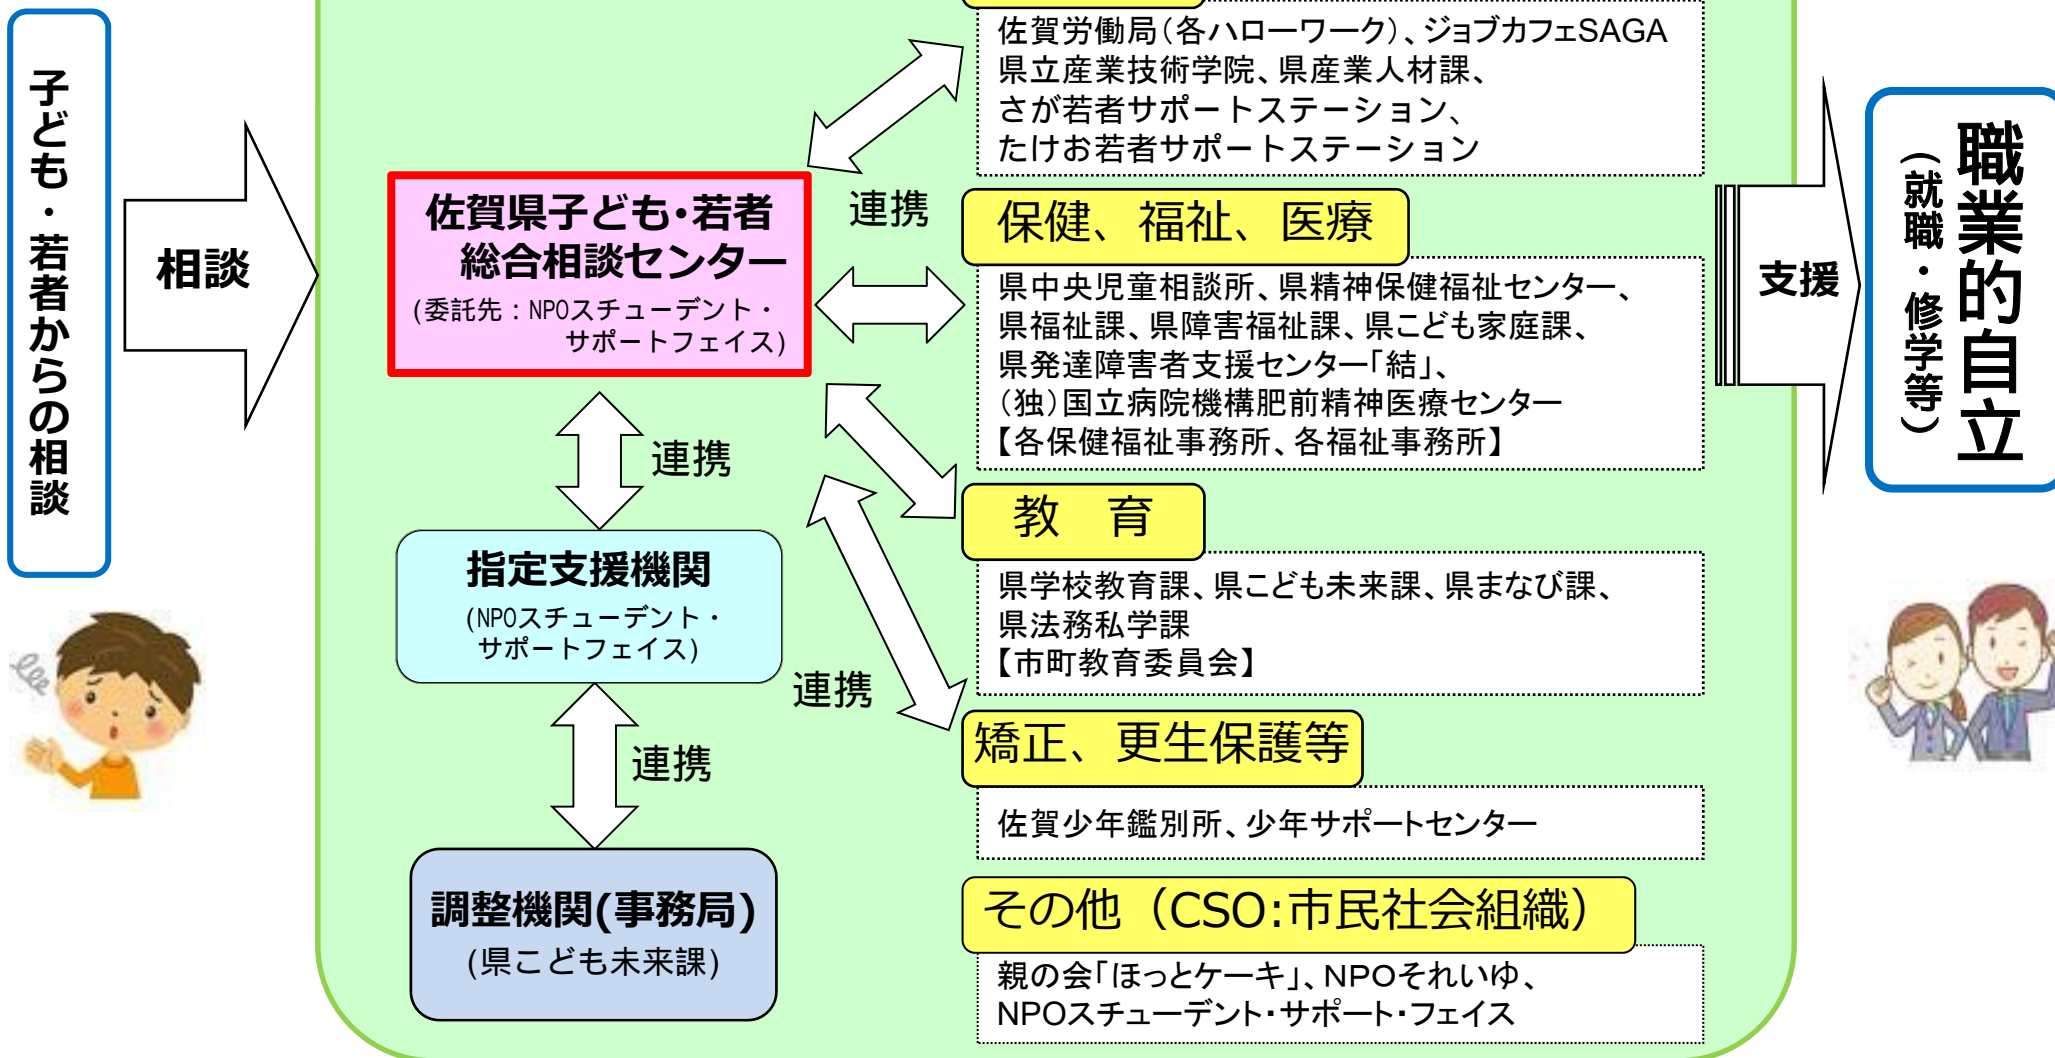 子ども・若者からの相談
相談
佐賀県子ども・若者
総合相談センター
(委託先：NPOスチューデント・
サポートフェイス)
連携
指定支援機関
(NPOスチューデント・
サポートフェイス)
連携
調整機関(事務局)
(県こども未来課)
連携
連携
佐賀労働局（各ハローワーク）、ジョブカフェSAGA
県立産業技術学院、県産業人材課、
さが若者サポートステーション、
たけお若者サポートステーション
保健、福祉、医療
県中央児童相談所、県精神保健福祉センター、
県福祉課、県障害福祉課、県こども家庭課、
県発達障害者支援センター「結」、
（独）国立病院機構肥前精神医療センター
【各保健福祉事務所、各福祉事務所】
教　育
県学校教育課、県こども未来課、県まなび課、
県法務私学課
【市町教育委員会】
矯正、更生保護等
佐賀少年鑑別所、少年サポートセンター
その他（CSO:市民社会組織）
親の会「ほっとケーキ」、NPOそれいゆ、
NPOスチューデント・サポート・フェイス
支援
職業的自立
（就職・修学等）